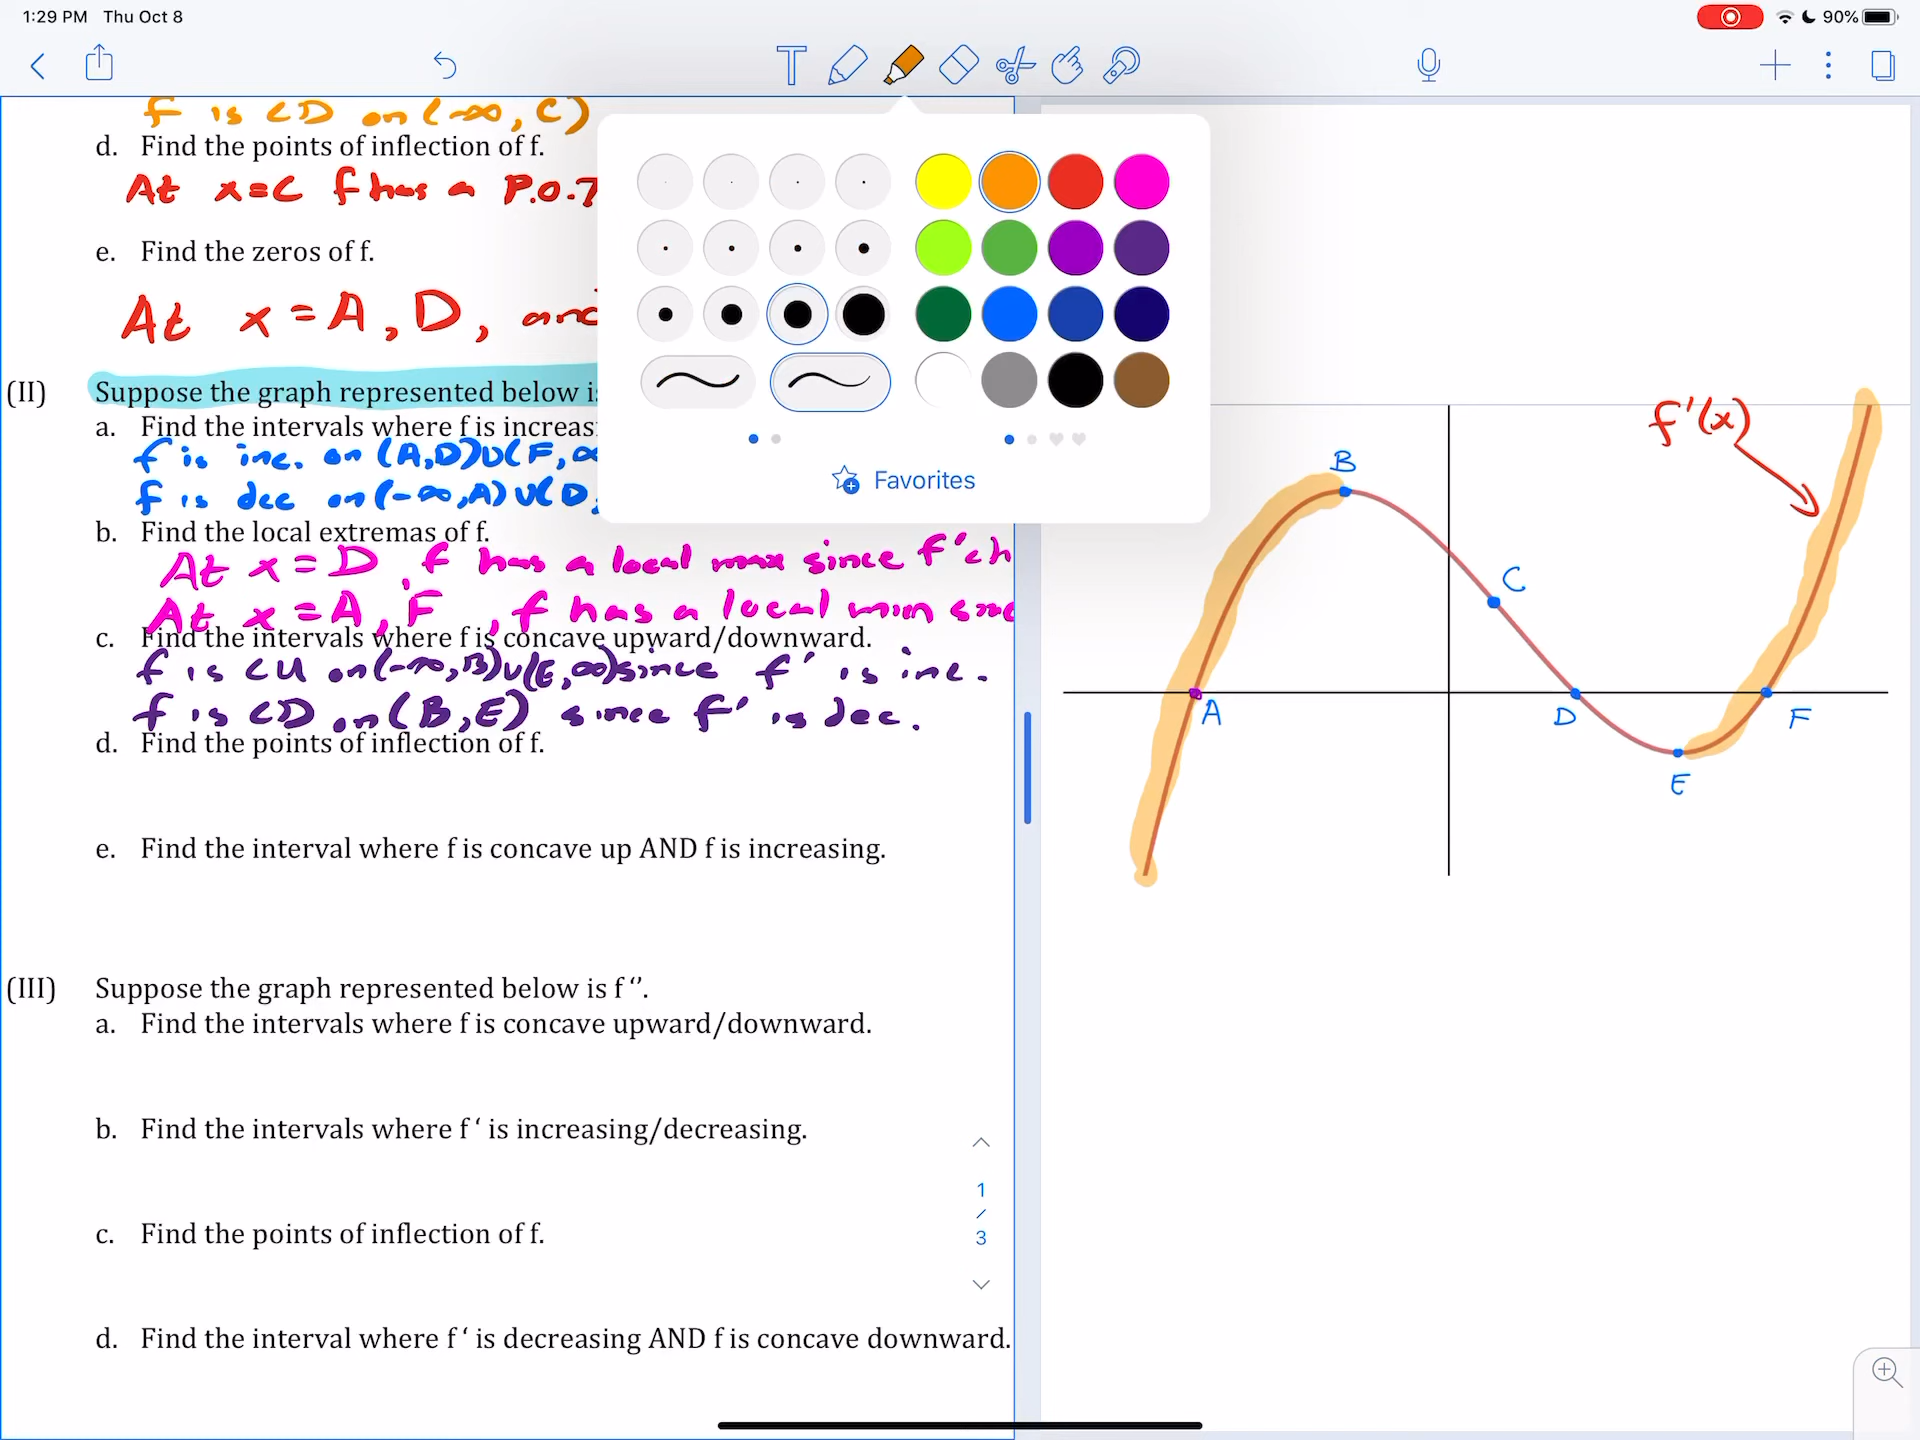 1:29 PM Thu Oct 8
90%
f is CD on (-∞, C)
d. Find the points of inflection of f.
At x=C f has a P.O.I
e. Find the zeros of f.
At x = A, D, and
(II) Suppose the graph represented below is
a. Find the intervals where f is increas
f is inc. on (A,D)∪(F, ∞
f is dec on (-∞,A)∪(D,
b. Find the local extremas of f.
At x = D, f has a local max since f'ch
At x = A, F, f has a local min since
c. Find the intervals where f is concave upward/downward.
f is CU on (-∞,B)∪(E,∞) since f' is inc.
f is CD on (B,E) since f' is dec.
d. Find the points of inflection of f.
e. Find the interval where f is concave up AND f is increasing.
(III) Suppose the graph represented below is f ‘’.
a. Find the intervals where f is concave upward/downward.
b. Find the intervals where f ‘ is increasing/decreasing.
c. Find the points of inflection of f.
d. Find the interval where f ‘ is decreasing AND f is concave downward.
1
/
3
Favorites
f'(x)
B
C
A
D
F
E